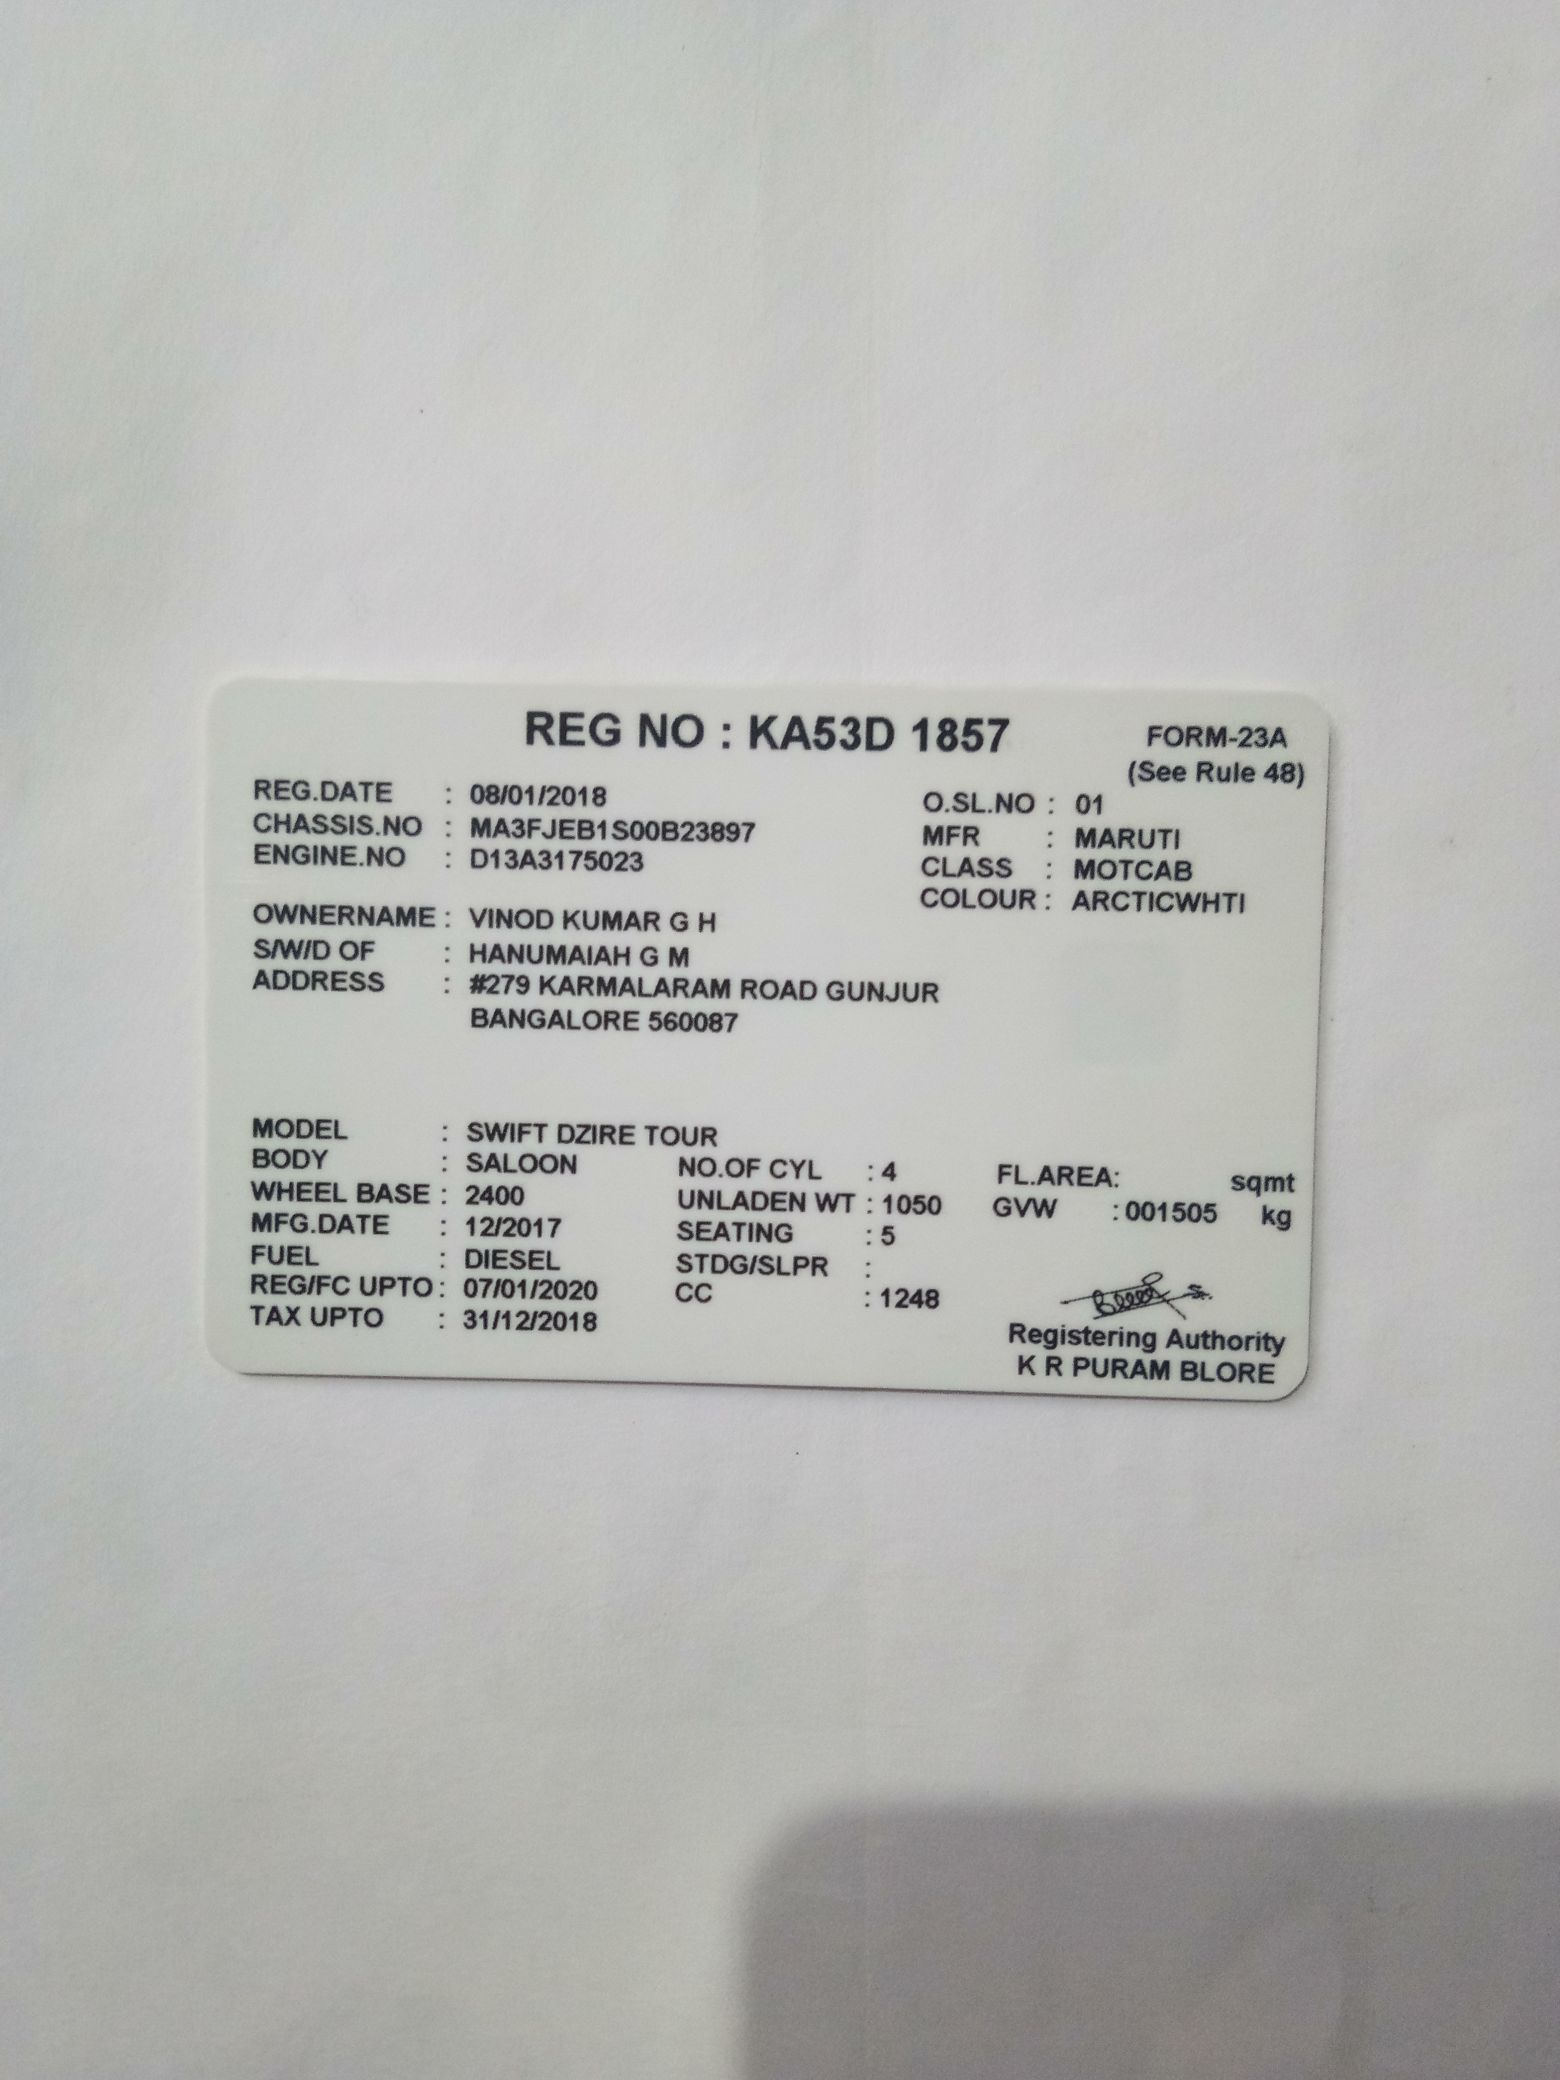 REG NO : KA53D 1857
FORM-23A
(See Rule 48)
REG.DATE : 08/01/2018
CHASSIS.NO : MA3FJEB1S00B23897
ENGINE.NO : D13A3175023
O.SL.NO : 01
MFR : MARUTI
CLASS : MOTCAB
COLOUR : ARCTICWHTI
OWNERNAME : VINOD KUMAR G H
S/W/D OF : HANUMAIAH G M
ADDRESS : #279 KARMALARAM ROAD GUNJUR
BANGALORE 560087
MODEL : SWIFT DZIRE TOUR
BODY : SALOON NO.OF CYL : 4 FL.AREA: sqmt
WHEEL BASE : 2400 UNLADEN WT : 1050 GVW : 001505 kg
MFG.DATE : 12/2017 SEATING : 5
FUEL : DIESEL STDG/SLPR :
REG/FC UPTO : 07/01/2020 CC : 1248
TAX UPTO : 31/12/2018
Registering Authority
K R PURAM BLORE